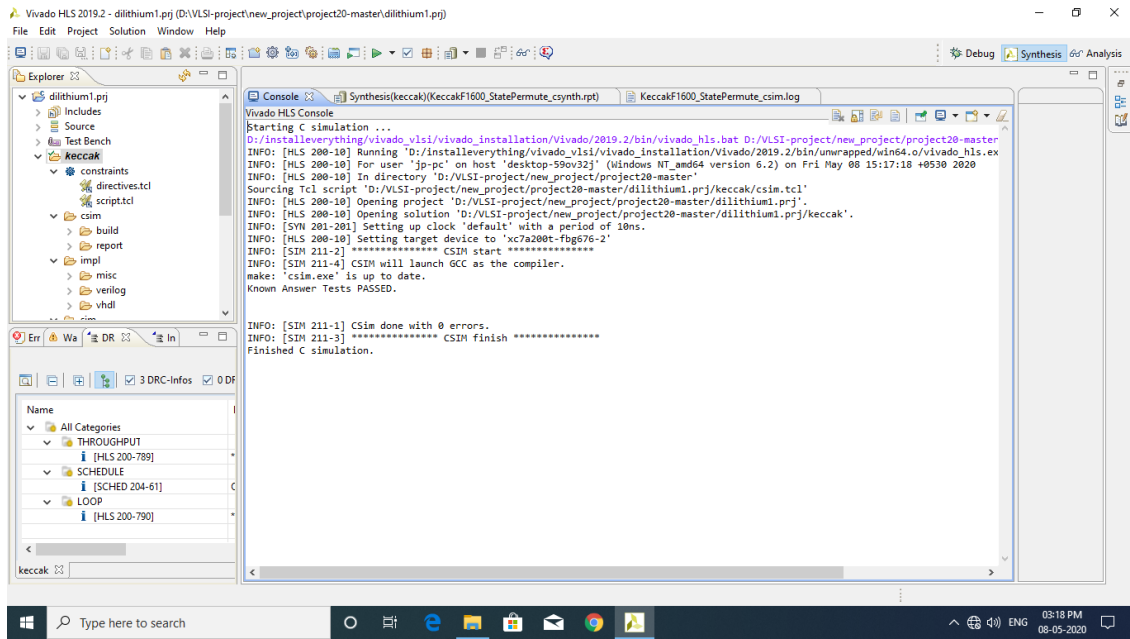 Vivado HLS 2019.2 - dilithium1.prj (D:\VLSI-project\new_project\project20-master\dilithium1.prj)
File Edit Project Solution Window Help
Debug Synthesis Analysis
Explorer
dilithium1.prj
Includes
Source
Test Bench
keccak
constraints
directives.tcl
script.tcl
csim
build
report
impl
misc
verilog
vhdl
Console Synthesis(keccak)(KeccakF1600_StatePermute_csynth.rpt) KeccakF1600_StatePermute_csim.log
Vivado HLS Console
Starting C simulation ...
D:/installeverything/vivado_vlsi/vivado_installation/Vivado/2019.2/bin/vivado_hls.bat D:/VLSI-project/new_project/project20-master
INFO: [HLS 200-10] Running 'D:/installeverything/vivado_vlsi/vivado_installation/Vivado/2019.2/bin/unwrapped/win64.o/vivado_hls.ex
INFO: [HLS 200-10] For user 'jp-pc' on host 'desktop-59ov32j' (Windows NT_amd64 version 6.2) on Fri May 08 15:17:18 +0530 2020
INFO: [HLS 200-10] In directory 'D:/VLSI-project/new_project/project20-master'
Sourcing Tcl script 'D:/VLSI-project/new_project/project20-master/dilithium1.prj/keccak/csim.tcl'
INFO: [HLS 200-10] Opening project 'D:/VLSI-project/new_project/project20-master/dilithium1.prj'.
INFO: [HLS 200-10] Opening solution 'D:/VLSI-project/new_project/project20-master/dilithium1.prj/keccak'.
INFO: [SYN 201-201] Setting up clock 'default' with a period of 10ns.
INFO: [HLS 200-10] Setting target device to 'xc7a200t-fbg676-2'
INFO: [SIM 211-2] *************** CSIM start ***************
INFO: [SIM 211-4] CSIM will launch GCC as the compiler.
make: 'csim.exe' is up to date.
Known Answer Tests PASSED.
INFO: [SIM 211-1] CSim done with 0 errors.
INFO: [SIM 211-3] *************** CSIM finish ***************
Finished C simulation.
Err Wa DR In
3 DRC-Infos 0 DF
Name
All Categories
THROUGHPUT
[HLS 200-789]
SCHEDULE
[SCHED 204-61]
LOOP
[HLS 200-790]
keccak
Type here to search
ENG
03:18 PM
08-05-2020